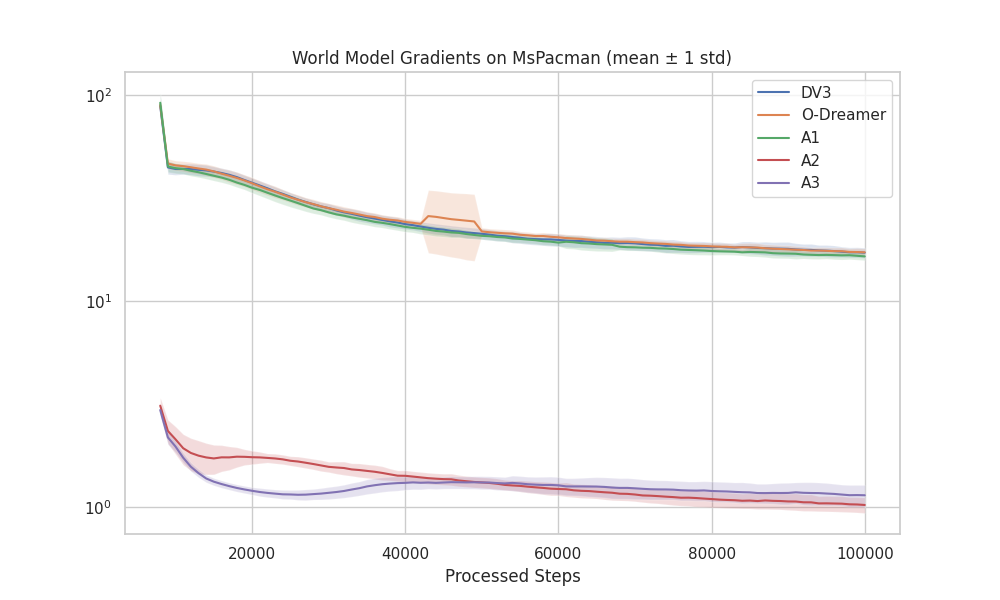 World Model Gradients on MsPacman (mean ± 1 std)
DV3
O-Dreamer
A1
A2
A3
10²
10¹
10⁰
20000 40000 60000 80000 100000
Processed Steps